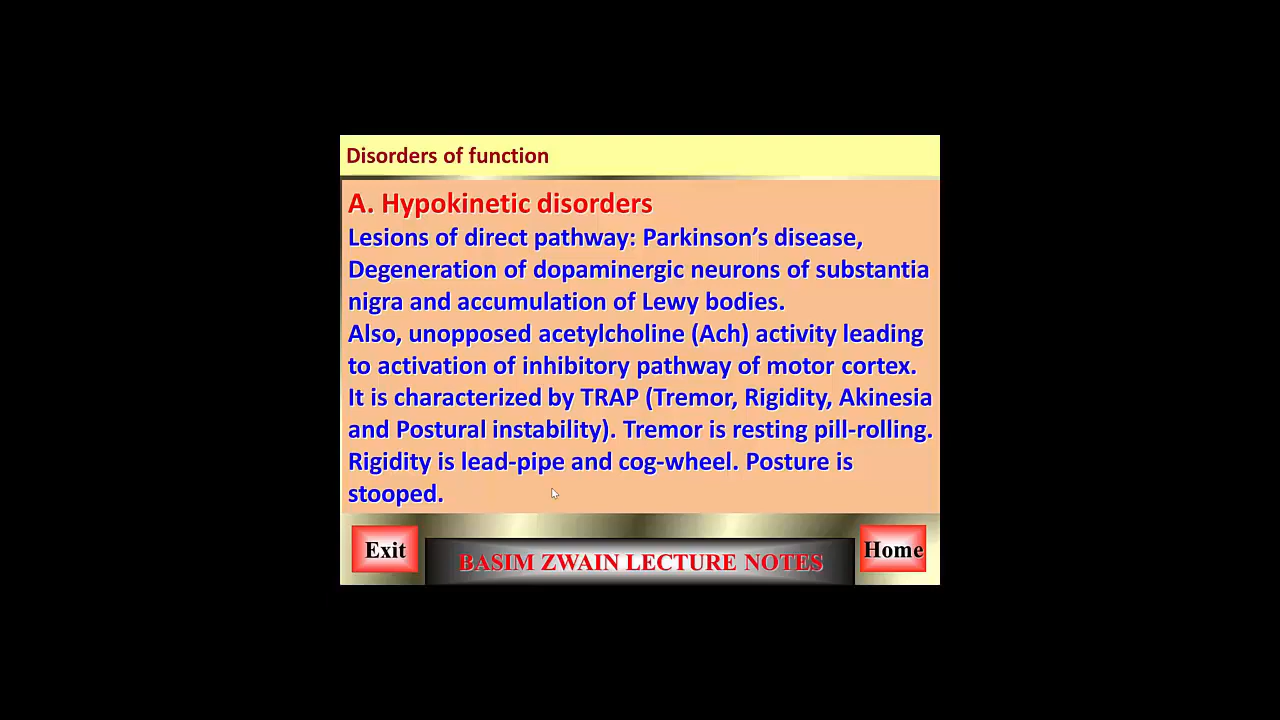 Disorders of function
A. Hypokinetic disorders
Lesions of direct pathway: Parkinson’s disease,
Degeneration of dopaminergic neurons of substantia
nigra and accumulation of Lewy bodies.
Also, unopposed acetylcholine (Ach) activity leading
to activation of inhibitory pathway of motor cortex.
It is characterized by TRAP (Tremor, Rigidity, Akinesia
and Postural instability). Tremor is resting pill-rolling.
Rigidity is lead-pipe and cog-wheel. Posture is
stooped.
Exit
BASIM ZWAIN LECTURE NOTES
Home